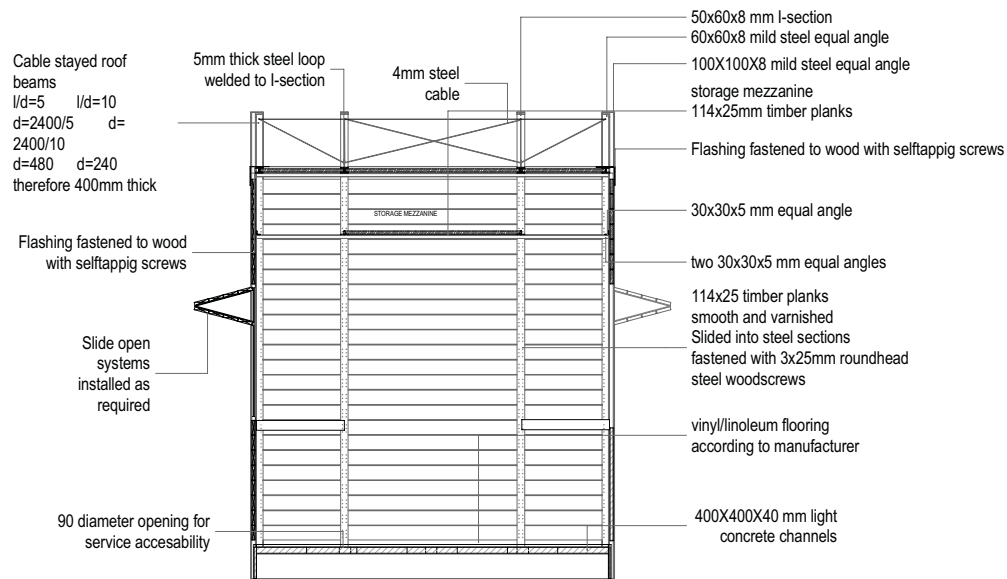 Cable stayed roof
beams
l/d=5 l/d=10
d=2400/5 d=
2400/10
d=480 d=240
therefore 400mm thick
5mm thick steel loop
welded to I-section
4mm steel
cable
50x60x8 mm I-section
60x60x8 mild steel equal angle
100X100X8 mild steel equal angle
storage mezzanine
114x25mm timber planks
Flashing fastened to wood with selftappig screws
30x30x5 mm equal angle
STORAGE MEZZANINE
Flashing fastened to wood
with selftappig screws
two 30x30x5 mm equal angles
114x25 timber planks
smooth and varnished
Slided into steel sections
fastened with 3x25mm roundhead
steel woodscrews
Slide open
systems
installed as
required
vinyl/linoleum flooring
according to manufacturer
90 diameter opening for
service accesability
400X400X40 mm light
concrete channels